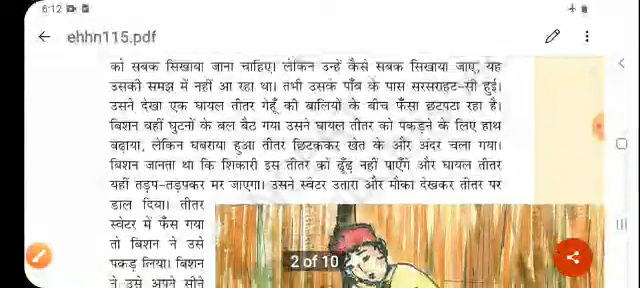 6:12
ehhn115.pdf
को सबक सिखाया जाना चाहिए। लेकिन उन्हें कैसे सबक सिखाया जाए, यह
उसकी समझ में नहीं आ रहा था। तभी उसके पाँव के पास सरसराहट-सी हुई।
उसने देखा एक घायल तीतर गेहूँ की बालियों के बीच फँसा छटपटा रहा है।
बिशन वहीं घुटनों के बल बैठ गया उसने घायल तीतर को पकड़ने के लिए हाथ
बढ़ाया, लेकिन घबराया हुआ तीतर छिटककर खेत के और अंदर चला गया।
बिशन जानता था कि शिकारी इस तीतर को ढूँढ़ नहीं पाएँगे और घायल तीतर
यहीं तड़प-तड़पकर मर जाएगा। उसने स्वेटर उतारा और मौका देखकर तीतर पर
डाल दिया। तीतर
स्वेटर में फँस गया
तो बिशन ने उसे
पकड़ लिया। बिशन
ने उसे अपने सीने
2 of 10